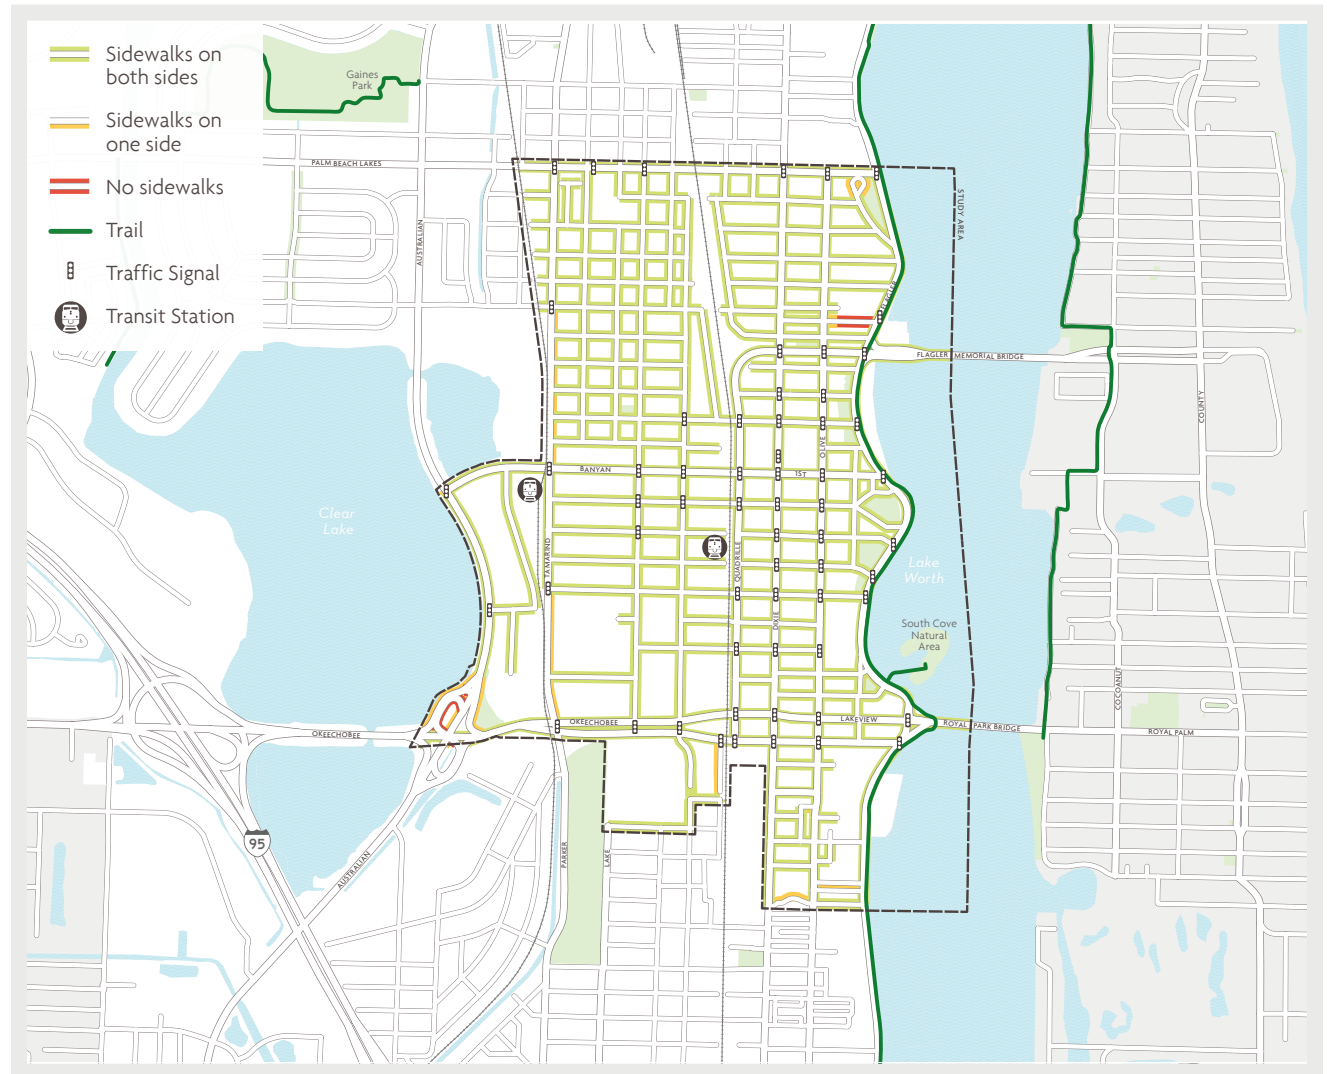 Sidewalks on
both sides
Sidewalks on
one side
No sidewalks
Trail
Traffic Signal
Transit Station
Gaines
Park
PALM BEACH LAKES
AUSTRALIAN
STUDY AREA
FLAGLER
FLAGLER MEMORIAL BRIDGE
COUNTY
OLIVE
BANYAN
1ST
Clear
Lake
TAMARIND
QUADRILLE
Lake
Worth
DIXIE
South Cove
Natural
Area
COCOANUT
OKEECHOBEE
OKEECHOBEE
LAKEVIEW
ROYAL PARK BRIDGE
ROYAL PALM
95
AUSTRALIAN
PARKER
LAKE